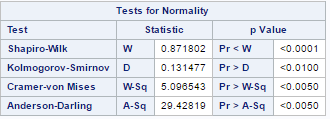 Tests for Normality
Test Statistic p Value
Shapiro-Wilk W 0.871802 Pr < W <0.0001
Kolmogorov-Smirnov D 0.131477 Pr > D <0.0100
Cramer-von Mises W-Sq 5.096543 Pr > W-Sq <0.0050
Anderson-Darling A-Sq 29.42819 Pr > A-Sq <0.0050